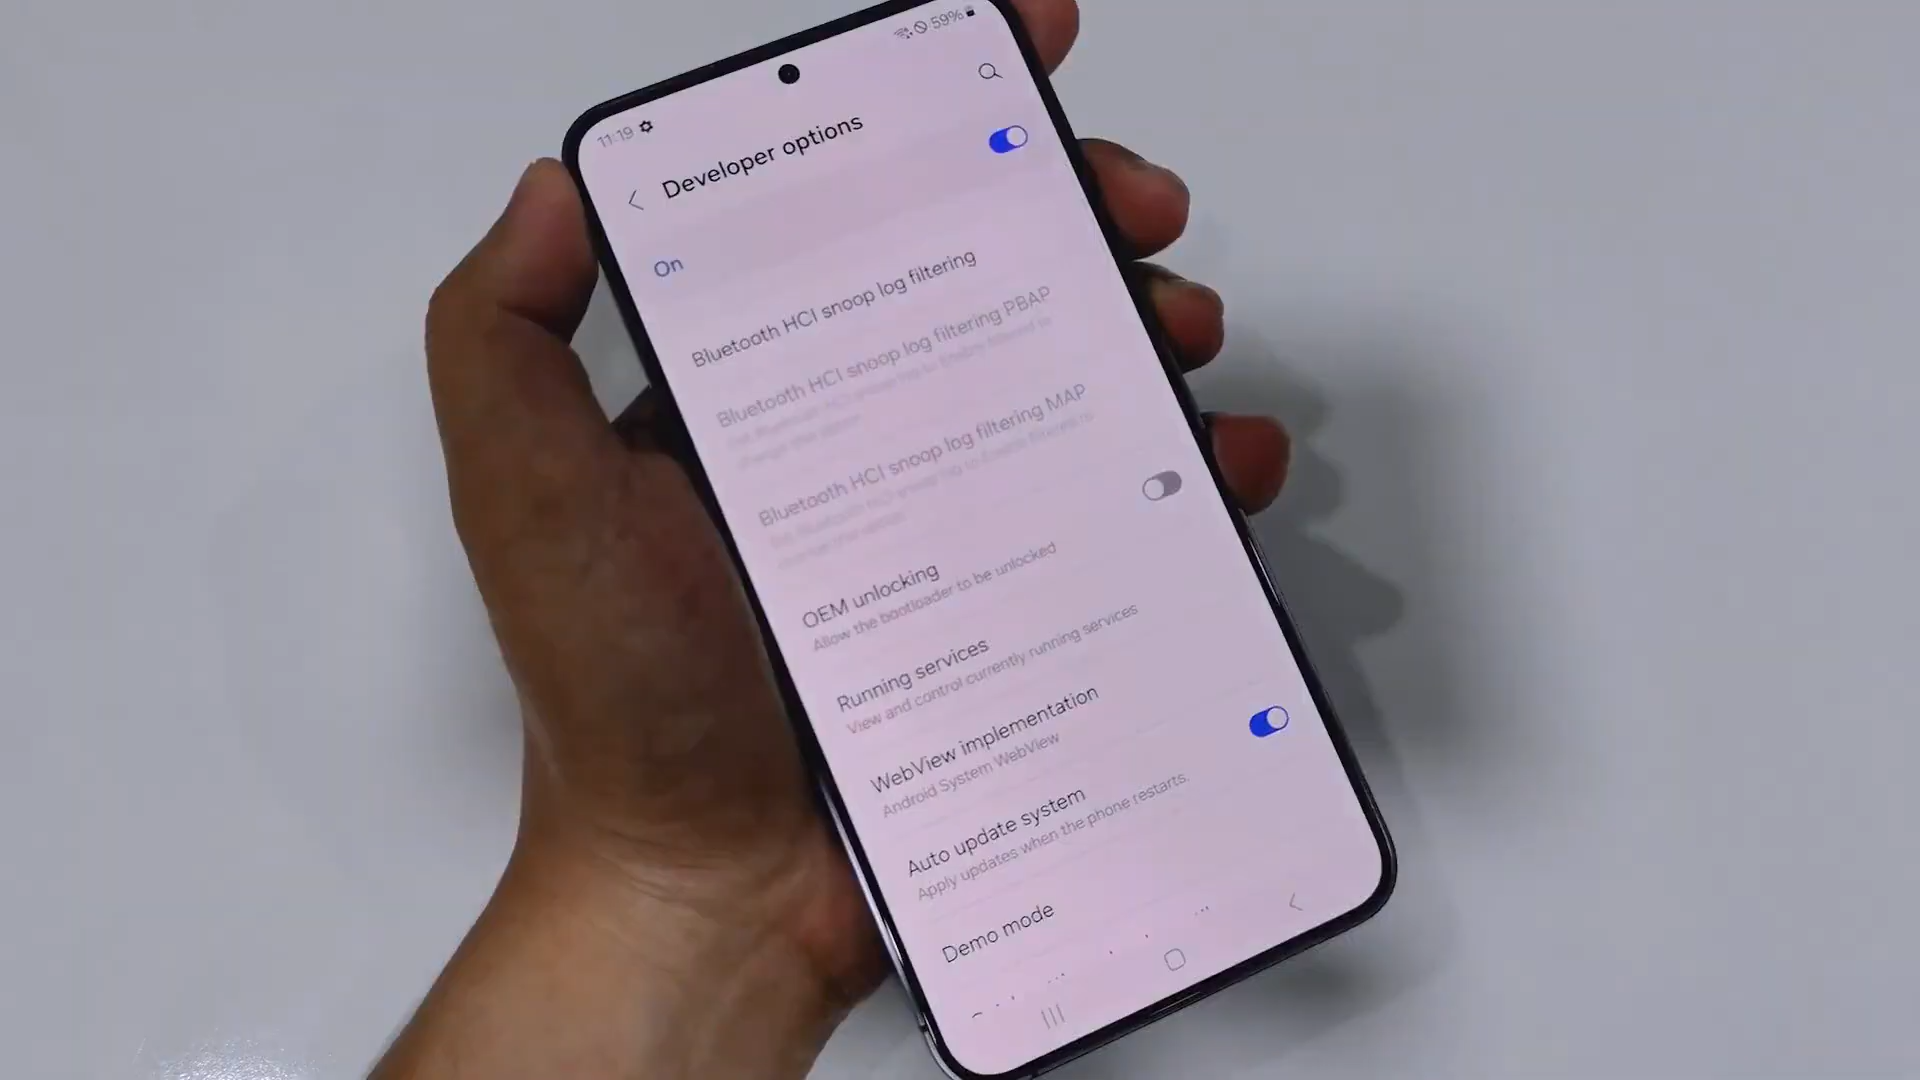 11:19
59%
Developer options
On
Bluetooth HCI snoop log filtering
Bluetooth HCI snoop log filtering PBAP
Bluetooth HCI snoop log filtering MAP
OEM unlocking
Allow the bootloader to be unlocked
Running services
View and control currently running services
WebView implementation
Android System WebView
Auto update system
Apply updates when the phone restarts.
Demo mode